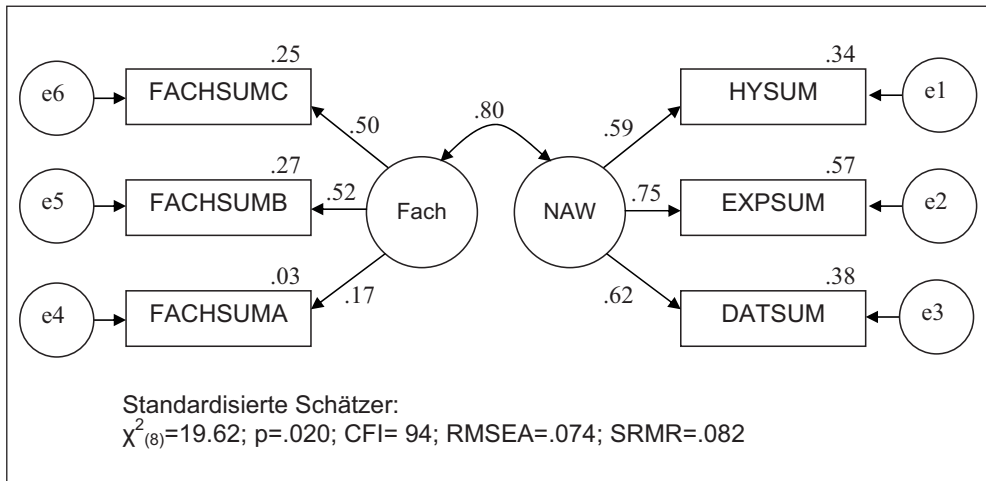 .25 .34
e6 FACHSUMC HYSUM e1
.50 .80 .59
.27 .57
e5 FACHSUMB .52 Fach NAW .75 EXPSUM e2
.03 .38
e4 FACHSUMA .17 .62 DATSUM e3
Standardisierte Schätzer:
χ²₍₈₎=19.62; p=.020; CFI= 94; RMSEA=.074; SRMR=.082